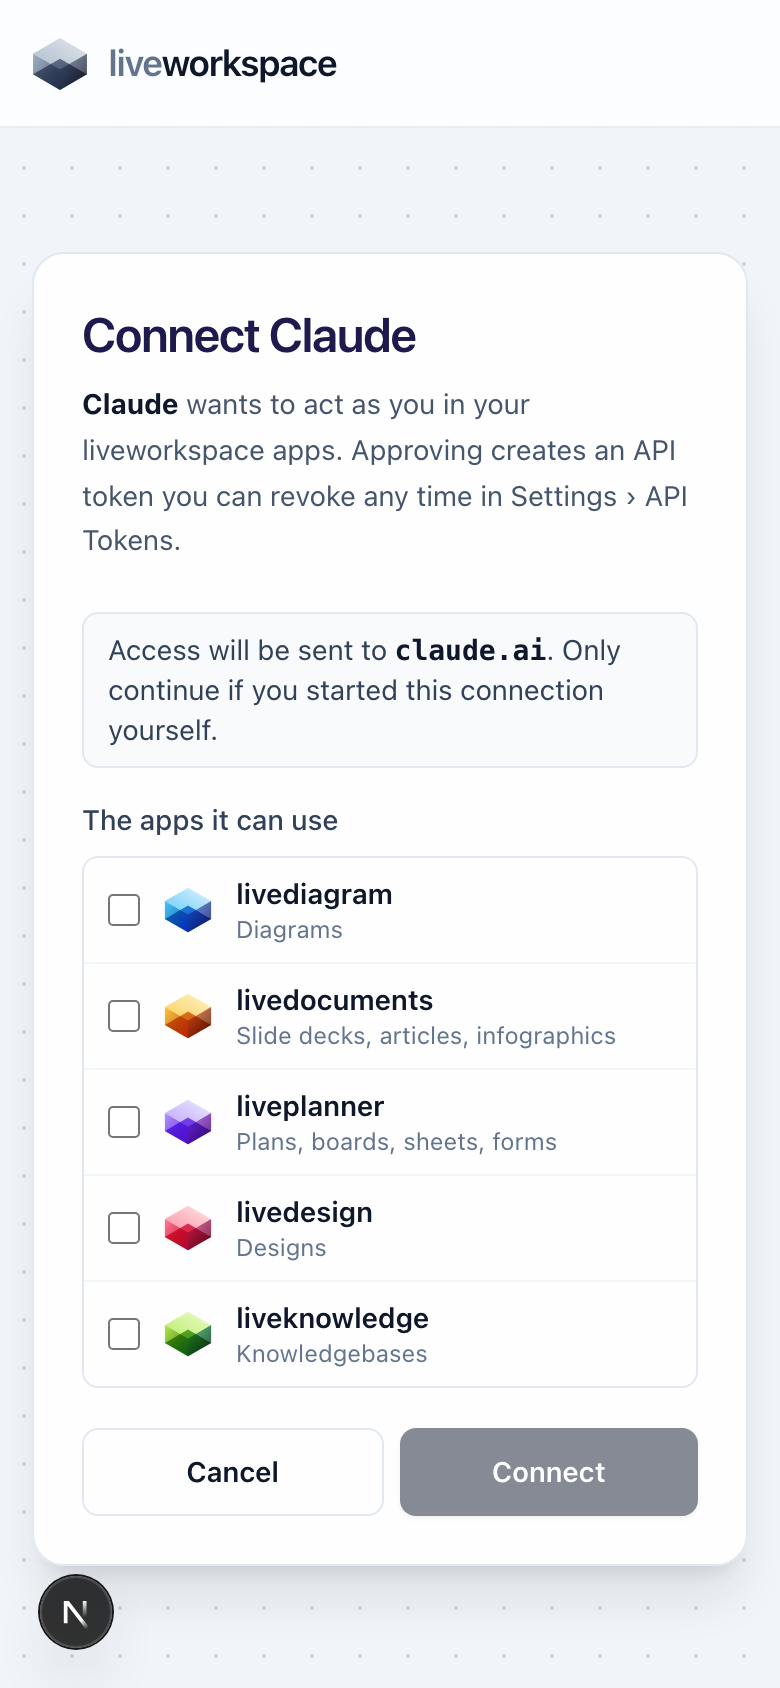 liveworkspace
Connect Claude
Claude wants to act as you in your
liveworkspace apps. Approving creates an API
token you can revoke any time in Settings › API
Tokens.
Access will be sent to claude.ai. Only
continue if you started this connection
yourself.
The apps it can use
livediagram
Diagrams
livedocuments
Slide decks, articles, infographics
liveplanner
Plans, boards, sheets, forms
livedesign
Designs
liveknowledge
Knowledgebases
Cancel Connect
N